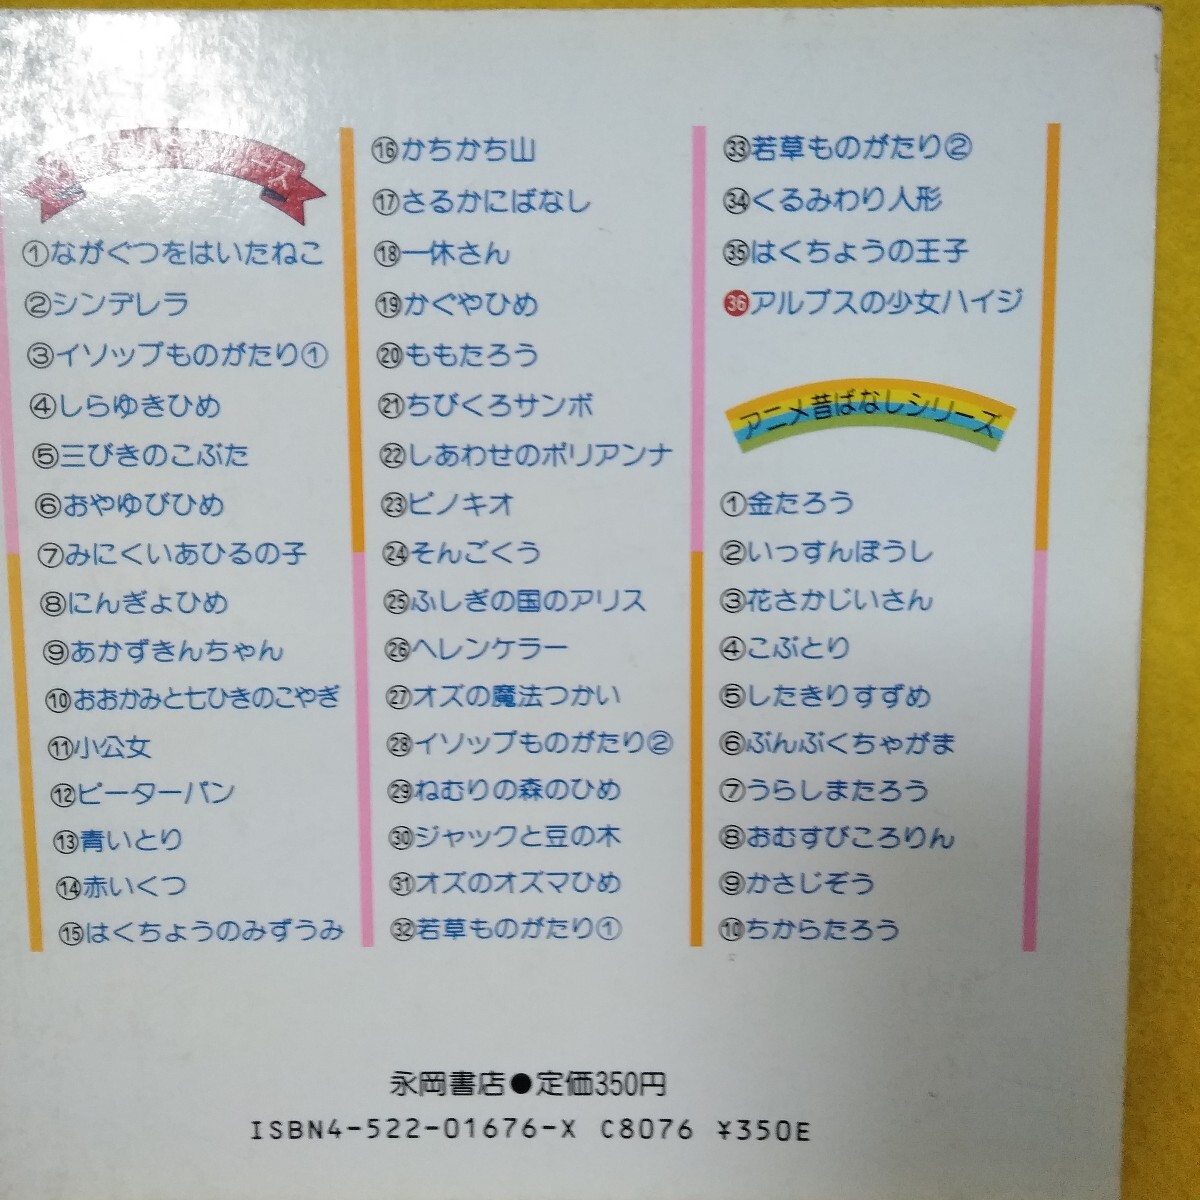 ①ながぐつをはいたねこ
②シンデレラ
③イソップものがたり①
④しらゆきひめ
⑤三びきのこぶた
⑥おやゆびひめ
⑦みにくいあひるの子
⑧にんぎょひめ
⑨あかずきんちゃん
⑩おおかみと七ひきのこやぎ
⑪小公女
⑫ピーターパン
⑬青いとり
⑭赤いくつ
⑮はくちょうのみずうみ
⑯かちかち山
⑰さるかにばなし
⑱一休さん
⑲かぐやひめ
⑳ももたろう
㉑ちびくろサンボ
㉒しあわせのポリアンナ
㉓ピノキオ
㉔そんごくう
㉕ふしぎの国のアリス
㉖ヘレンケラー
㉗オズの魔法つかい
㉘イソップものがたり②
㉙ねむりの森のひめ
㉚ジャックと豆の木
㉛オズのオズマひめ
㉜若草ものがたり①
㉝若草ものがたり②
㉞くるみわり人形
㉟はくちょうの王子
㊱アルプスの少女ハイジ
アニメ昔ばなしシリーズ
①金たろう
②いっすんぼうし
③花さかじいさん
④こぶとり
⑤したきりすずめ
⑥ぶんぶくちゃがま
⑦うらしまたろう
⑧おむすびころりん
⑨かさじぞう
⑩ちからたろう
永岡書店●定価350円
ISBN4-522-01676-X C8076 ¥350E